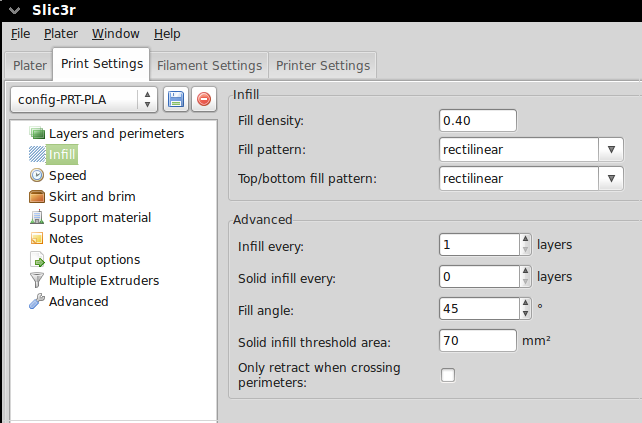 Slic3r
File Plater Window Help
Plater Print Settings Filament Settings Printer Settings
config-PRT-PLA
Layers and perimeters
Infill
Speed
Skirt and brim
Support material
Notes
Output options
Multiple Extruders
Advanced
Infill
Fill density: 0.40
Fill pattern: rectilinear
Top/bottom fill pattern: rectilinear
Advanced
Infill every: 1 layers
Solid infill every: 0 layers
Fill angle: 45 °
Solid infill threshold area: 70 mm²
Only retract when crossing
perimeters: